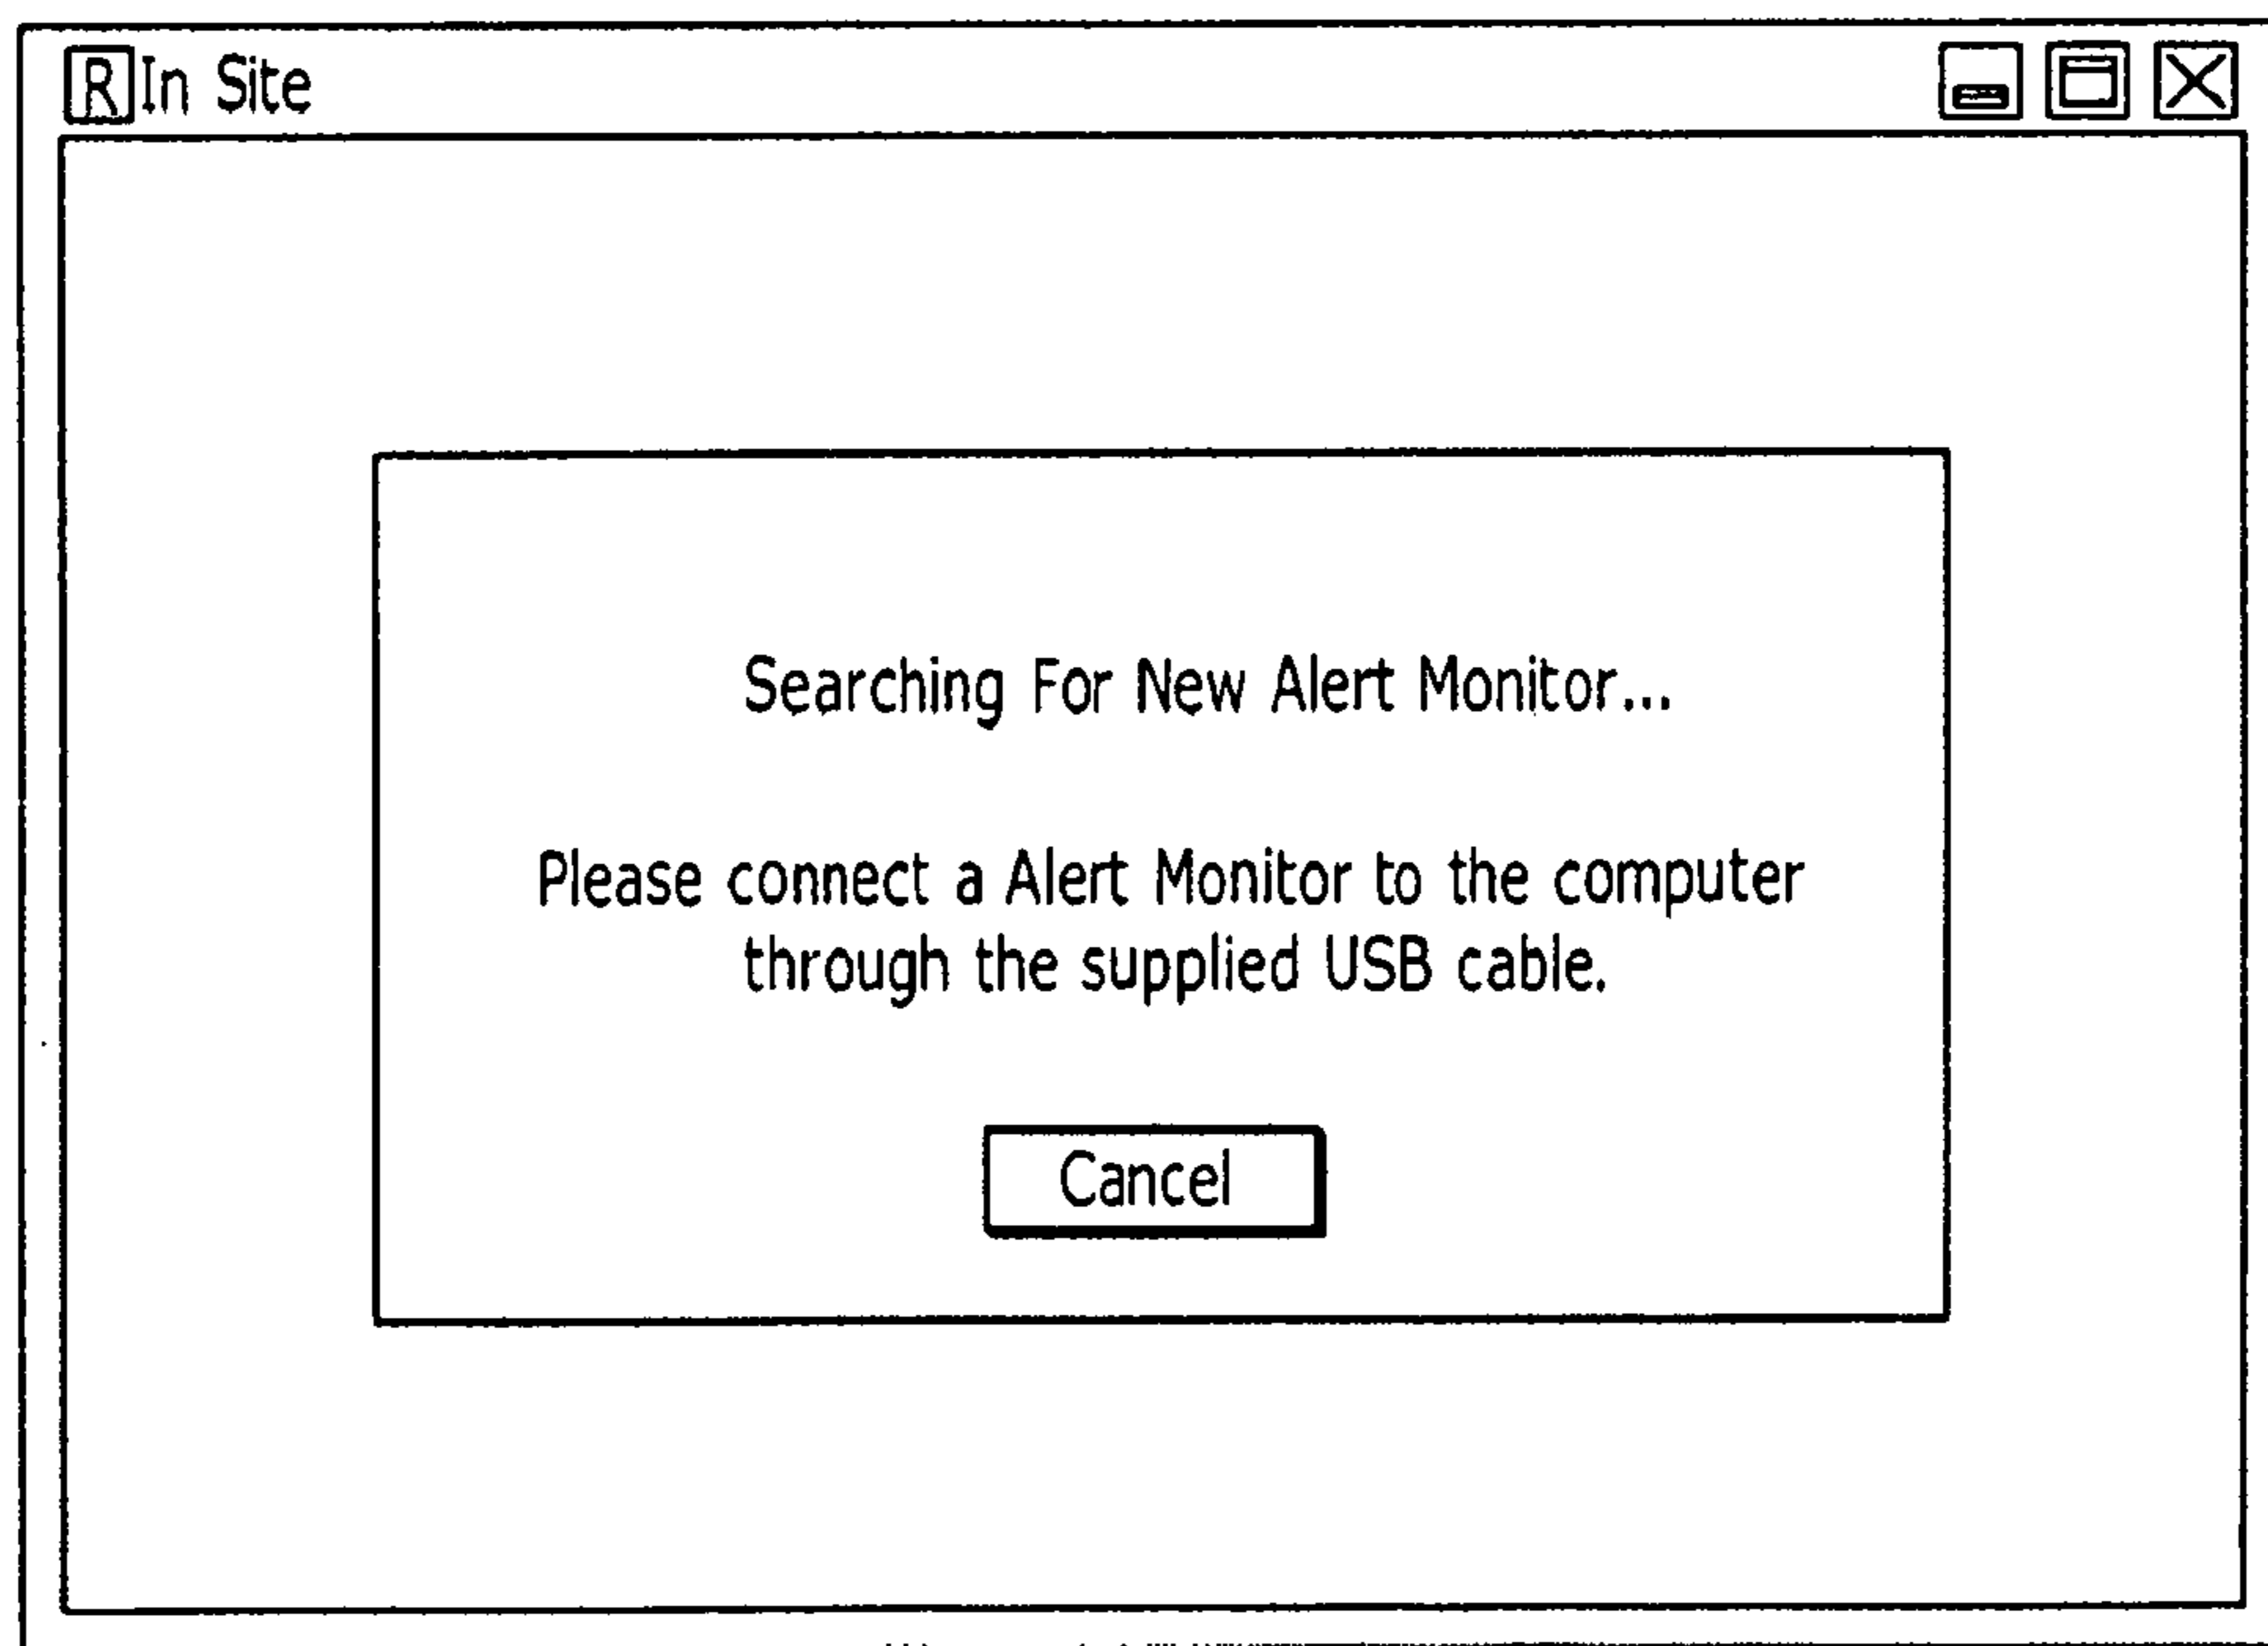 R In Site
Searching For New Alert Monitor...
Please connect a Alert Monitor to the computer
through the supplied USB cable.
Cancel